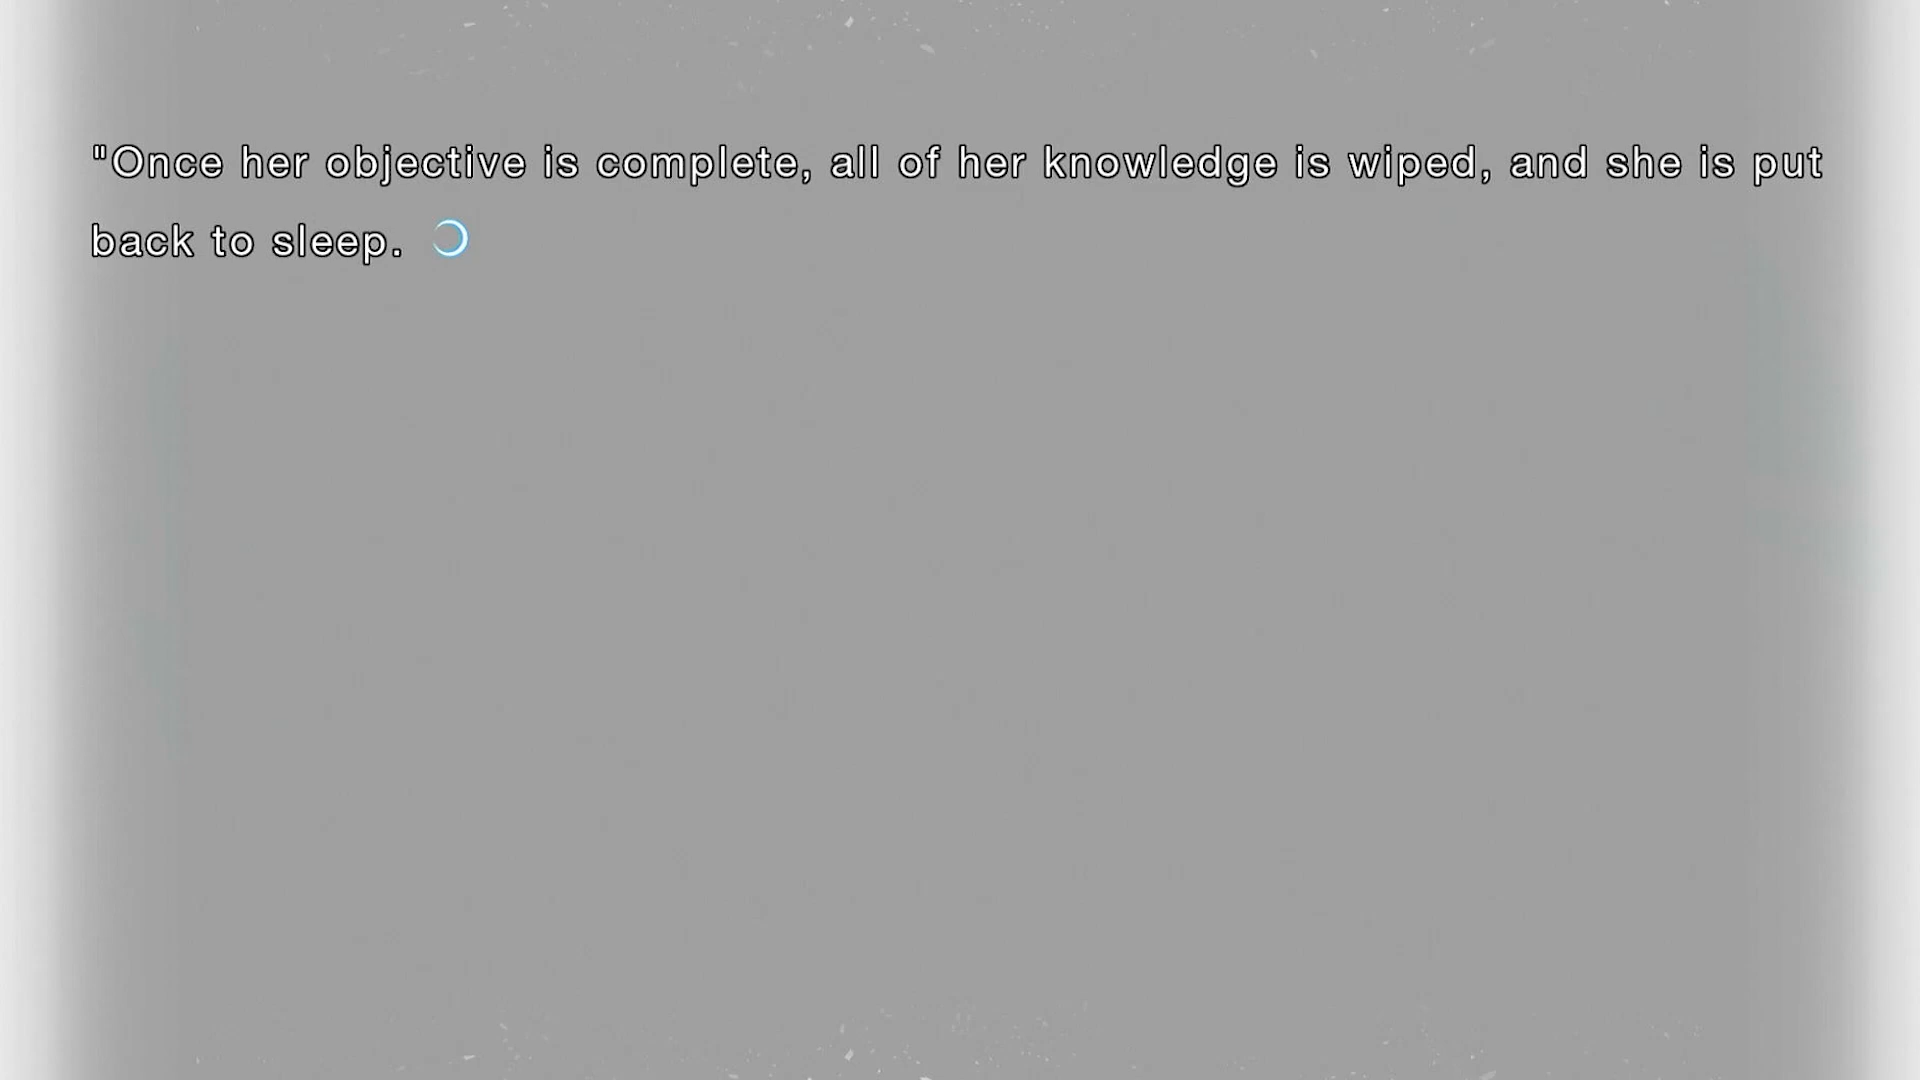 "Once her objective is complete, all of her knowledge is wiped, and she is put
back to sleep.